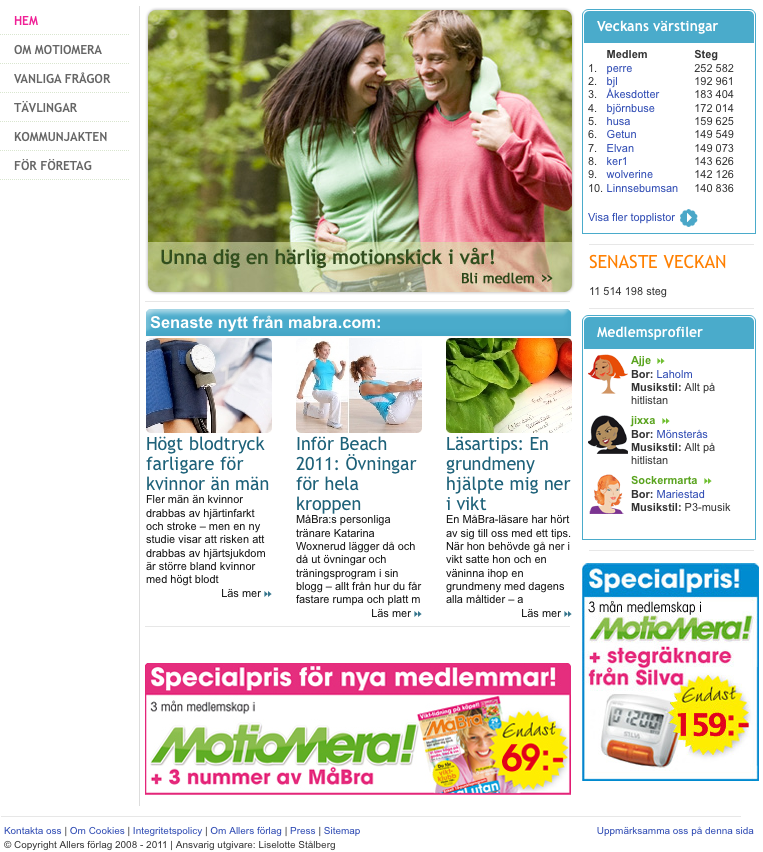 HEM
OM MOTIOMERA
VANLIGA FRÅGOR
TÄVLINGAR
KOMMUNJAKTEN
FÖR FÖRETAG
Unna dig en härlig motionskick i vår!
Bli medlem >>
Senaste nytt från mabra.com:
Högt blodtryck
farligare för
kvinnor än män
Fler män än kvinnor
drabbas av hjärtinfarkt
och stroke – men en ny
studie visar att risken att
drabbas av hjärtsjukdom
är större bland kvinnor
med högt blodt
Läs mer
Inför Beach
2011: Övningar
för hela
kroppen
MåBra:s personliga
tränare Katarina
Woxnerud lägger då och
då ut övningar och
träningsprogram i sin
blogg – allt från hur du får
fastare rumpa och platt m
Läs mer
Läsartips: En
grundmeny
hjälpte mig ner
i vikt
En MåBra-läsare har hört
av sig till oss med ett tips.
När hon behövde gå ner i
vikt satte hon och en
väninna ihop en
grundmeny med dagens
alla måltider – a
Läs mer
Specialpris för nya medlemmar!
3 mån medlemskap i
MotioMera!
+ 3 nummer av MåBra
MåBra
Endast
69:-
Veckans värstingar
Medlem Steg
1. perre 252 582
2. bjl 192 961
3. Åkesdotter 183 404
4. björnbuse 172 014
5. husa 159 625
6. Getun 149 549
7. Elvan 149 073
8. ker1 143 626
9. wolverine 142 126
10. Linnsebumsan 140 836
Visa fler topplistor
SENASTE VECKAN
11 514 198 steg
Medlemsprofiler
Ajje
Bor: Laholm
Musikstil: Allt på
hitlistan
jixxa
Bor: Mönsterås
Musikstil: Allt på
hitlistan
Sockermarta
Bor: Mariestad
Musikstil: P3-musik
Specialpris!
3 mån medlemskap i
MotioMera!
+ stegräknare
från Silva
Endast
159:-
01200
SILVA
Kontakta oss | Om Cookies | Integritetspolicy | Om Allers förlag | Press | Sitemap
Uppmärksamma oss på denna sida
© Copyright Allers förlag 2008 - 2011 | Ansvarig utgivare: Liselotte Stålberg